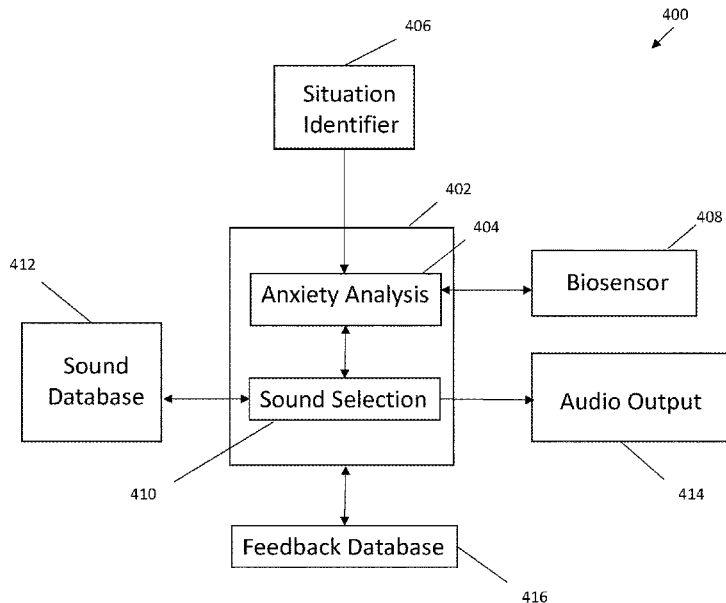 406
400
Situation
Identifier
402
404
408
412
Anxiety Analysis
Biosensor
Sound
Database
Sound Selection
Audio Output
410
414
Feedback Database
416